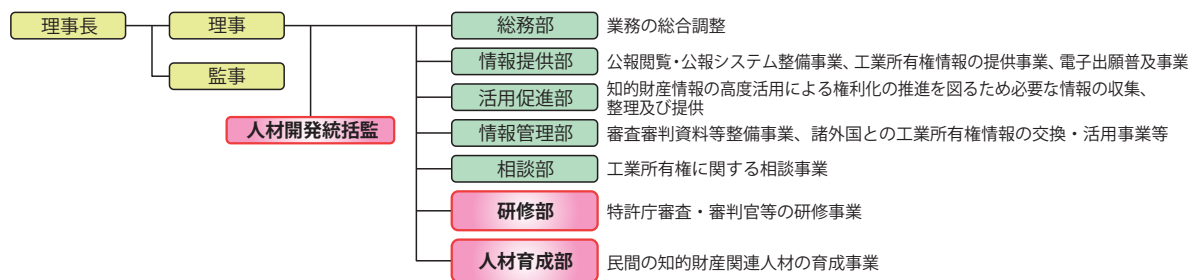 理事長
理事
監事
人材開発統括監
総務部 業務の総合調整
情報提供部 公報閲覧・公報システム整備事業、工業所有権情報の提供事業、電子出願普及事業
活用促進部 知的財産情報の高度活用による権利化の推進を図るため必要な情報の収集、
整理及び提供
情報管理部 審査審判資料等整備事業、諸外国との工業所有権情報の交換・活用事業等
相談部 工業所有権に関する相談事業
研修部 特許庁審査・審判官等の研修事業
人材育成部 民間の知的財産関連人材の育成事業